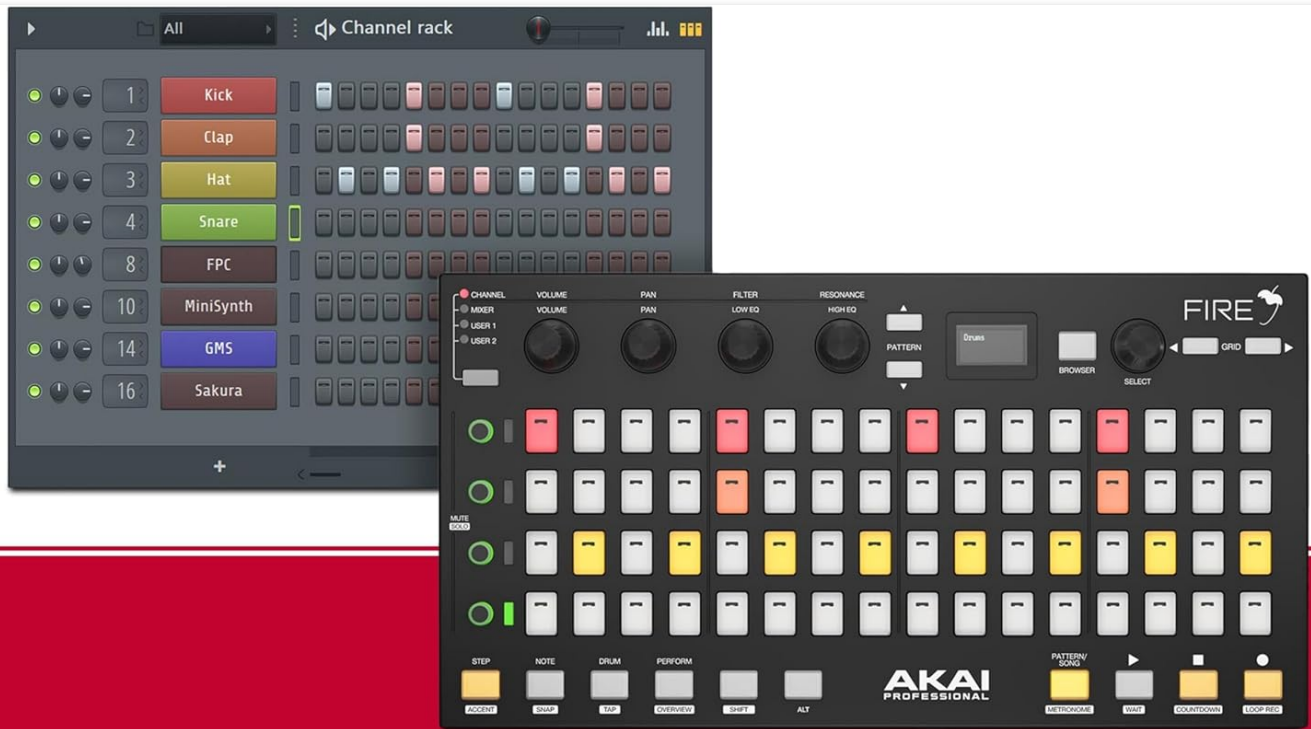 All
Channel rack
1
Kick
2
Clap
3
Hat
4
Snare
8
FPC
10
MiniSynth
14
GMS
16
Sakura
+
CHANNEL VOLUME PAN FILTER RESONANCE
MIXER VOLUME PAN LOW EQ HIGH EQ
USER 1
USER 2
PATTERN
Drums
BROWSER
SELECT
FIRE
GRID
MUTE
SOLO
STEP NOTE DRUM PERFORM
ACCENT SNAP TAP OVERVIEW SHIFT ALT
AKAI
PROFESSIONAL
PATTERN/
SONG
METRONOME WAIT COUNTDOWN LOOP REC